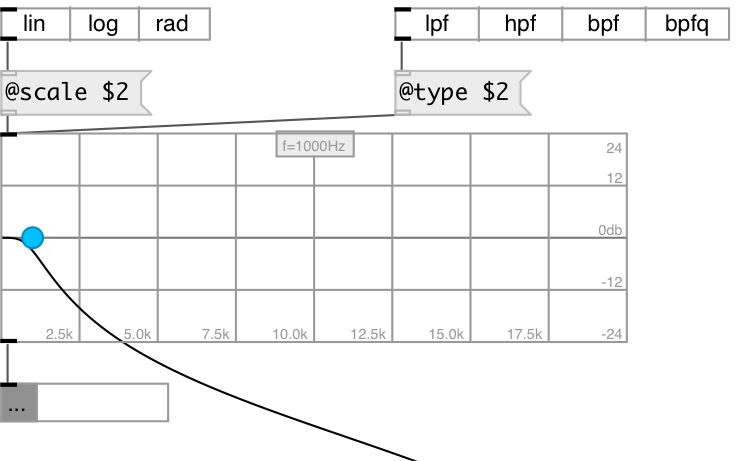 lin log rad
lpf hpf bpf bpfq
@scale $2
@type $2
f=1000Hz
24
12
0db
-12
2.5k 5.0k 7.5k 10.0k 12.5k 15.0k 17.5k -24
...